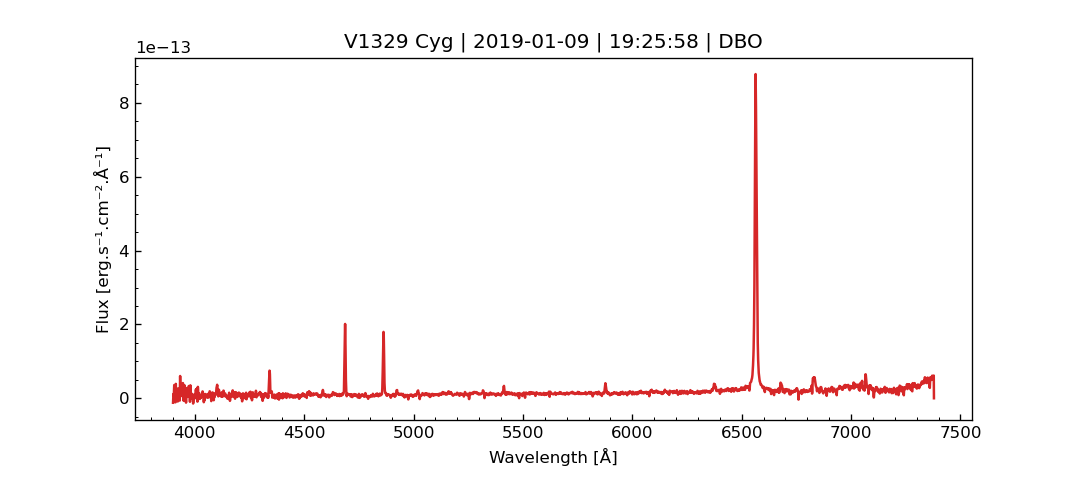 V1329 Cyg | 2019-01-09 | 19:25:58 | DBO
1e−13
8
6
4
2
0
Flux [erg.s⁻¹.cm⁻².Å⁻¹]
4000 4500 5000 5500 6000 6500 7000 7500
Wavelength [Å]